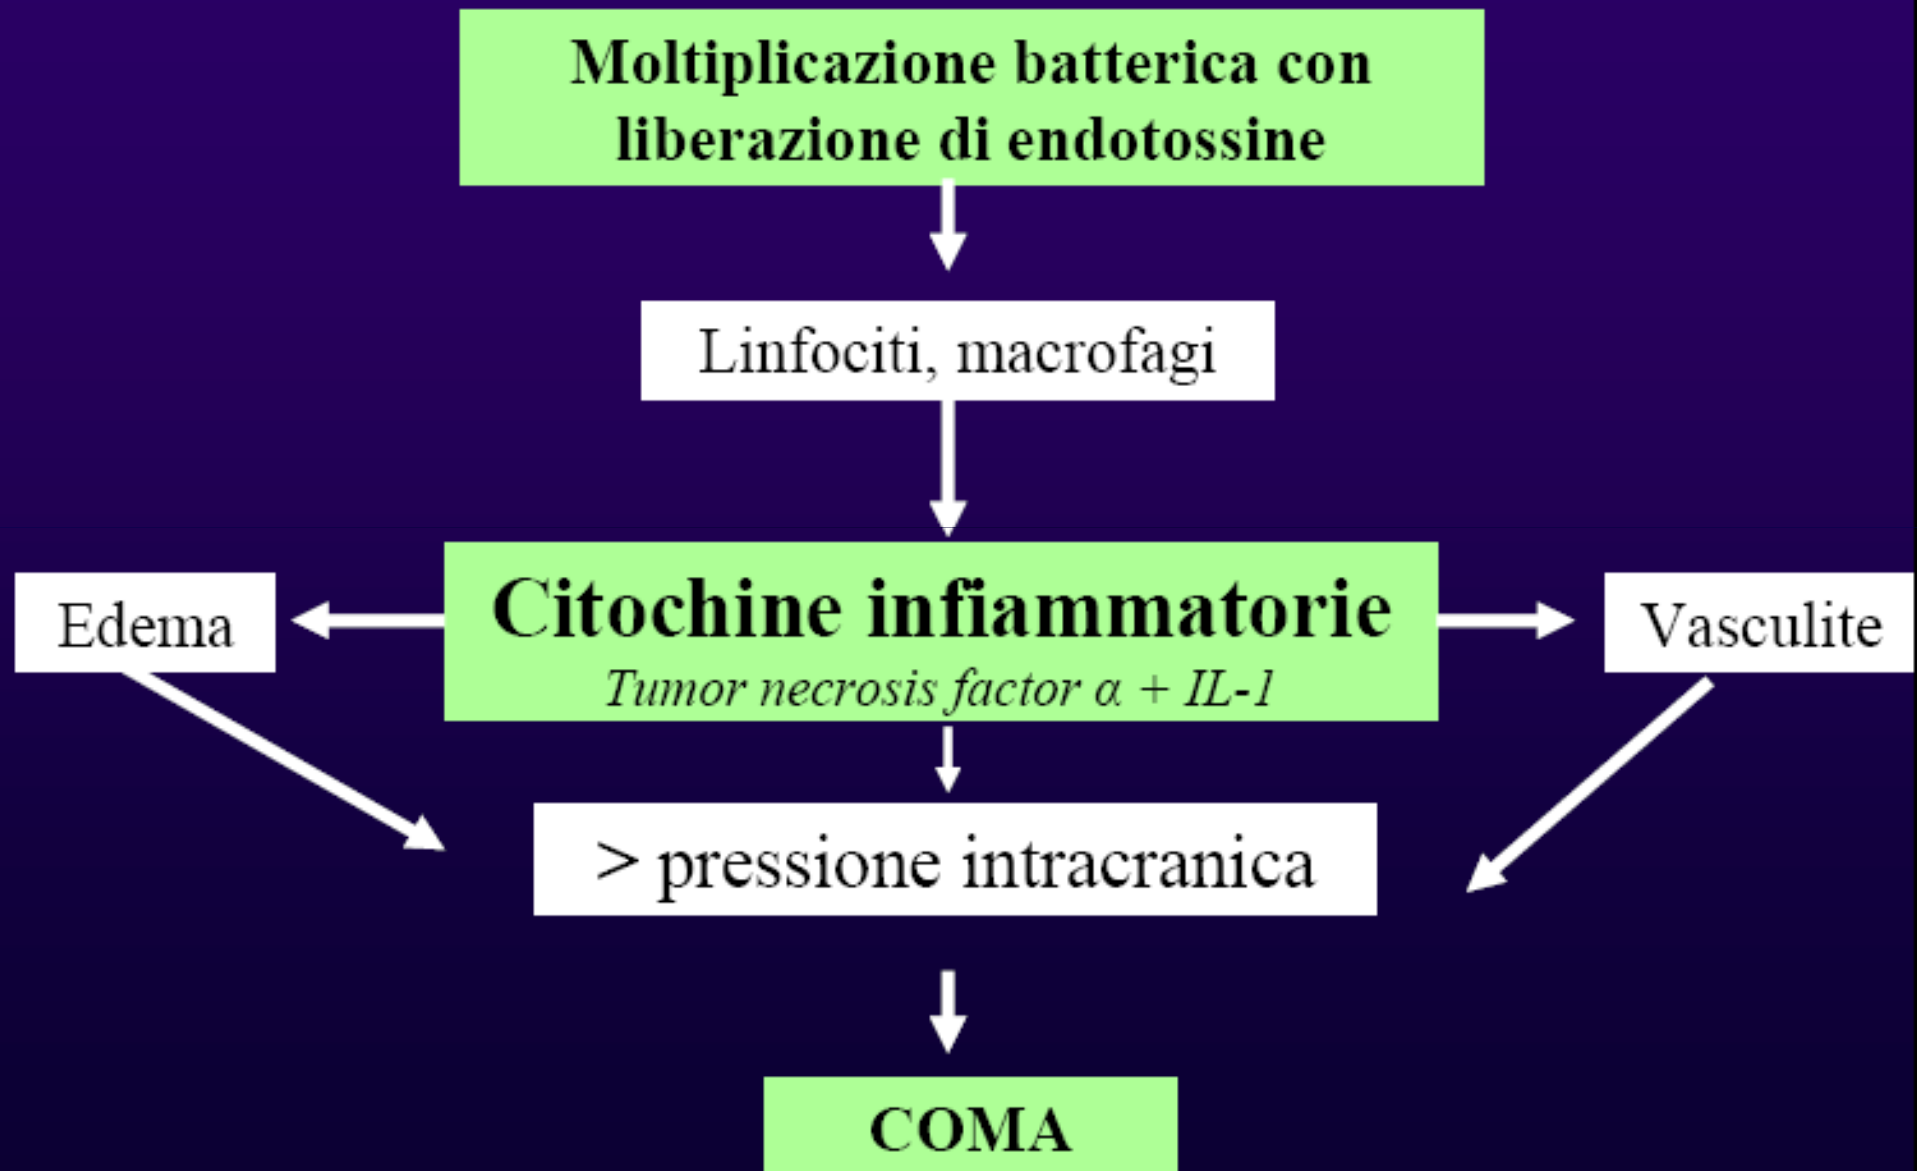 Moltiplicazione batterica con
liberazione di endotossine
Linfociti, macrofagi
Edema
Citochine infiammatorie
Tumor necrosis factor α + IL-1
Vasculite
> pressione intracranica
COMA